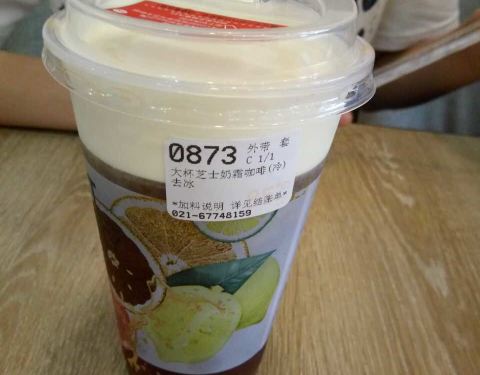 0873 外带 套
C 1/1
大杯芝士奶霜咖啡(冷)
去冰
*加料说明 详见结账单*
021-67748159